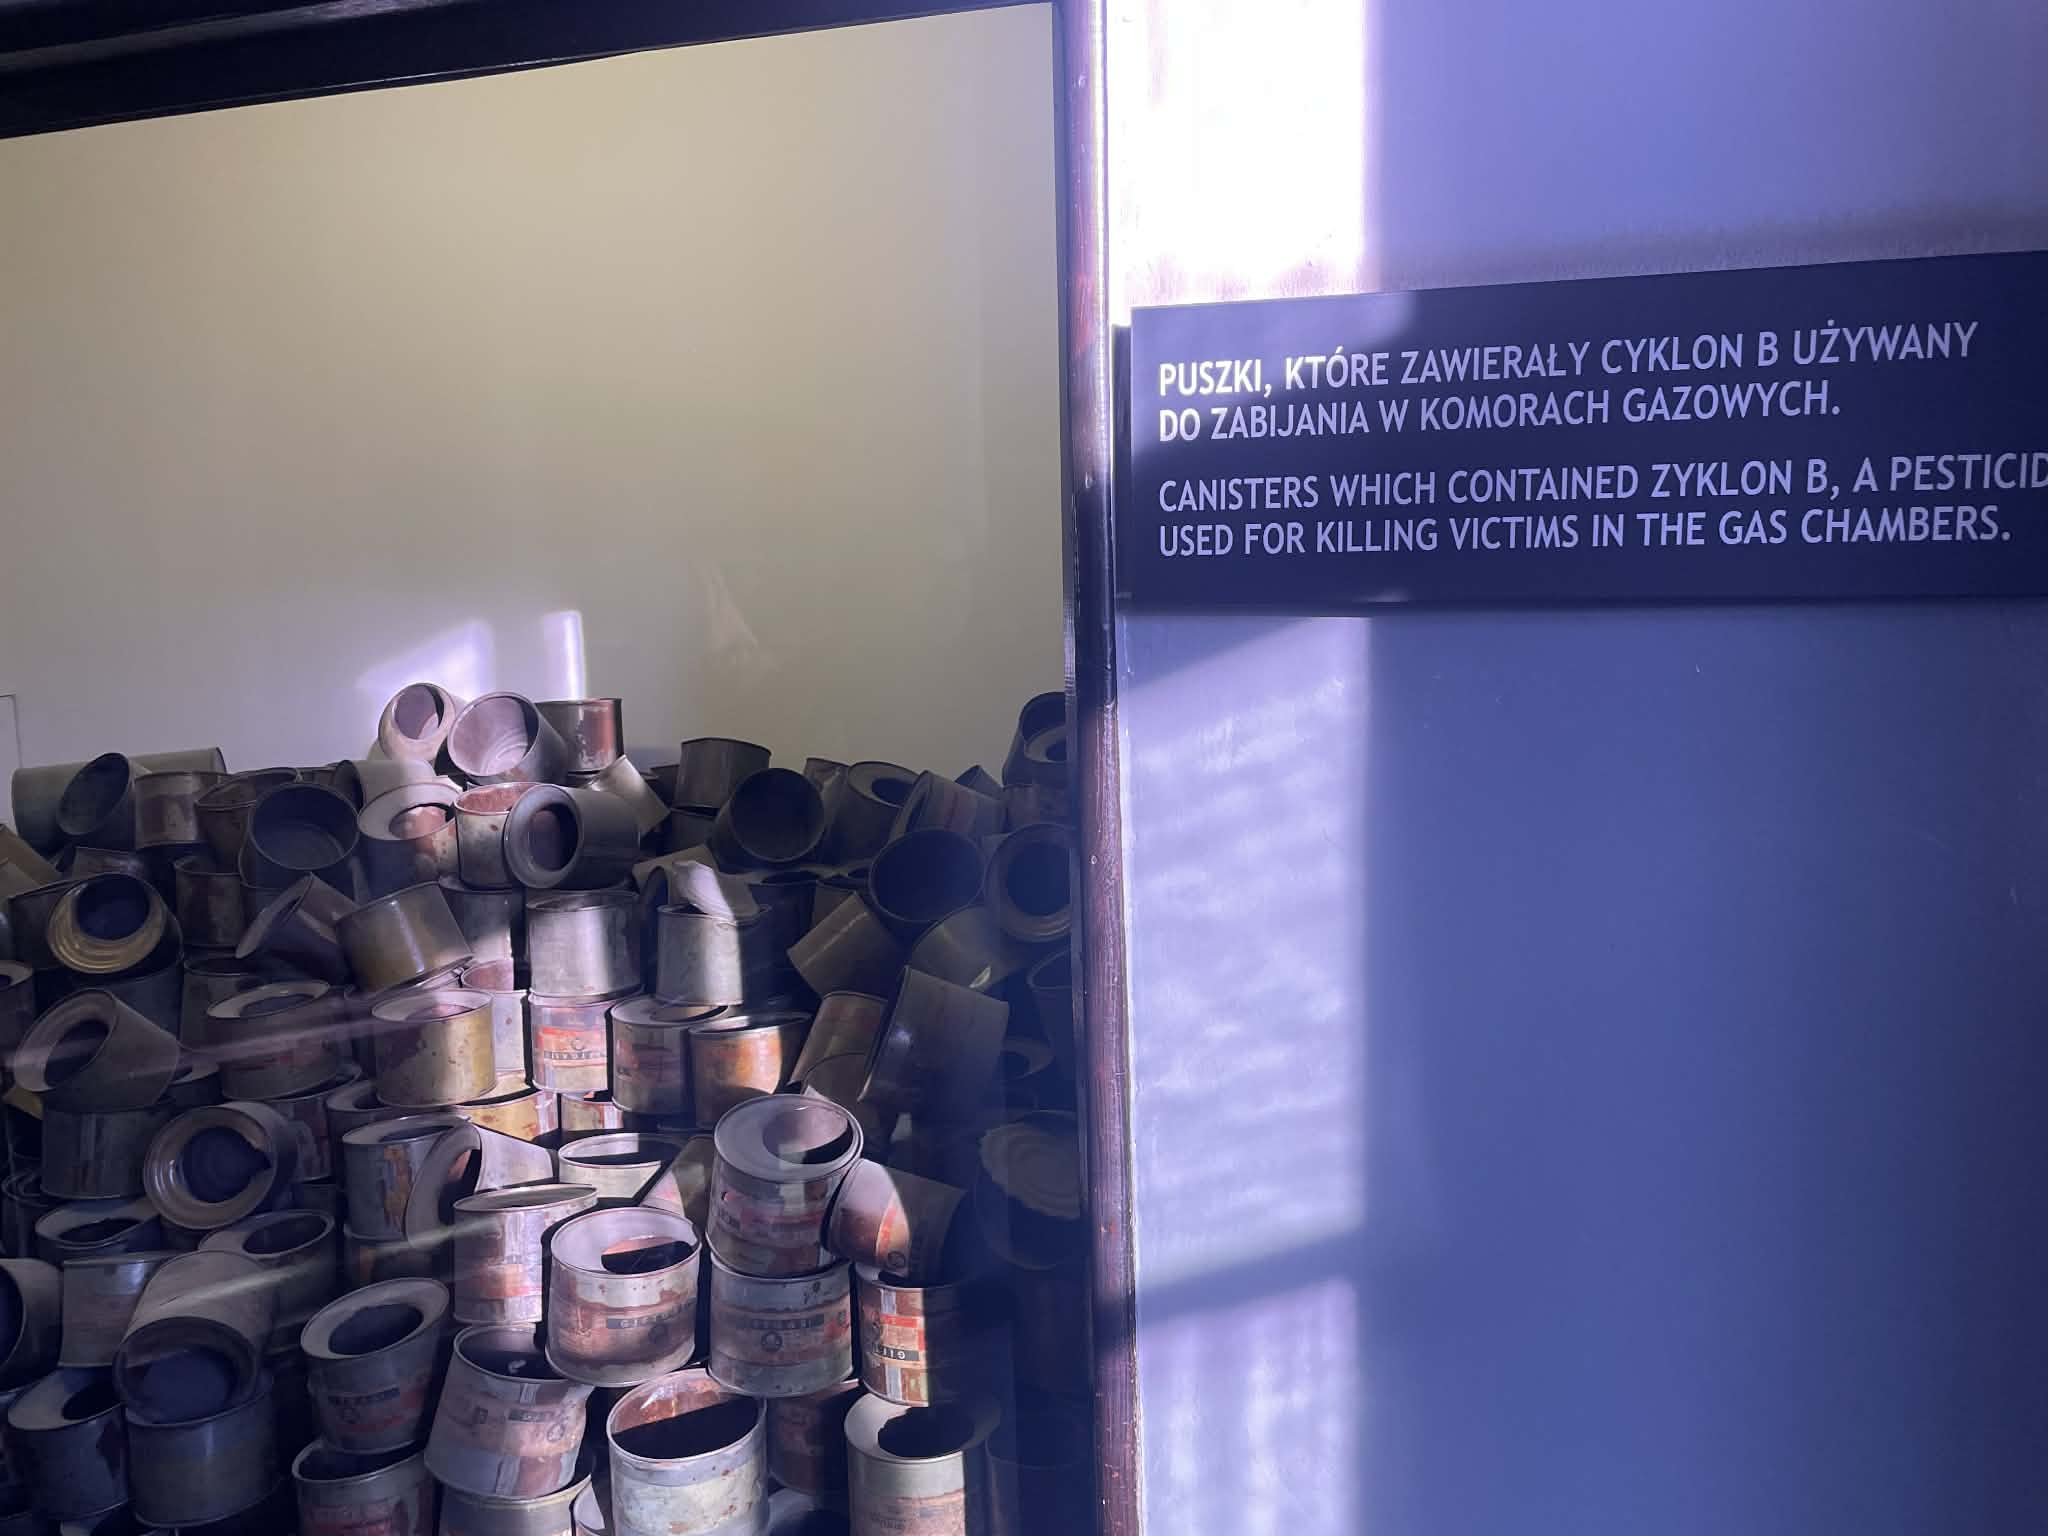 PUSZKI, KTÓRE ZAWIERAŁY CYKLON B UŻYWANY
DO ZABIJANIA W KOMORACH GAZOWYCH.
CANISTERS WHICH CONTAINED ZYKLON B, A PESTICID
USED FOR KILLING VICTIMS IN THE GAS CHAMBERS.